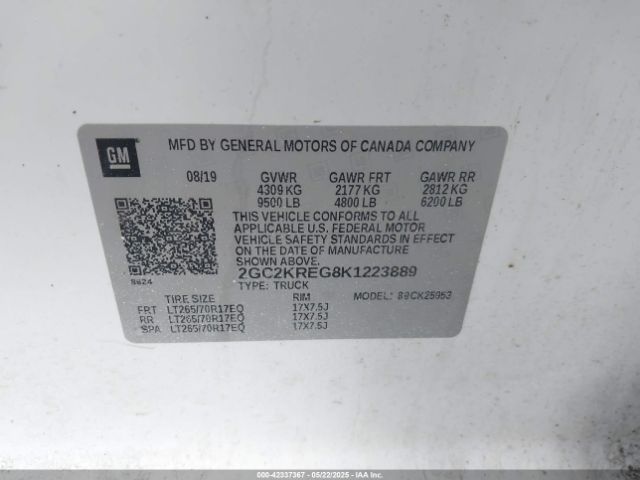 GM
MFD BY GENERAL MOTORS OF CANADA COMPANY
08/19 GVWR GAWR FRT GAWR RR
4309 KG 2177 KG 2812 KG
9500 LB 4800 LB 6200 LB
THIS VEHICLE CONFORMS TO ALL
APPLICABLE U.S. FEDERAL MOTOR
VEHICLE SAFETY STANDARDS IN
EFFECT ON THE DATE OF MANUFACTURE
SHOWN ABOVE.
2GC2KREG8K1223889
TYPE: TRUCK
TIRE SIZE RIM MODEL:
FRT LT265/70R17EQ 17X7.5J
RR LT265/70R17EQ 17X7.5J
SPA LT265/70R17EQ 17X7.5J
000-42337367 - 05/22/2025 - IAAI